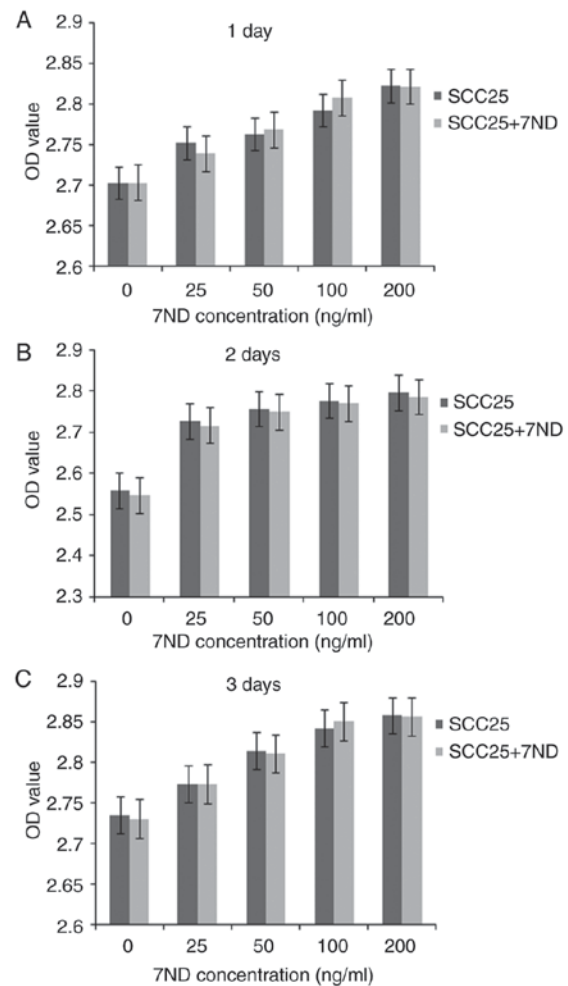 A
1 day
2.9
2.85
2.8
2.75
2.7
2.65
2.6
OD value
SCC25
SCC25+7ND
0 25 50 100 200
7ND concentration (ng/ml)
B
2 days
2.9
2.8
2.7
2.6
2.5
2.4
2.3
OD value
SCC25
SCC25+7ND
0 25 50 100 200
7ND concentration (ng/ml)
C
3 days
2.9
2.85
2.8
2.75
2.7
2.65
2.6
OD value
SCC25
SCC25+7ND
0 25 50 100 200
7ND concentration (ng/ml)